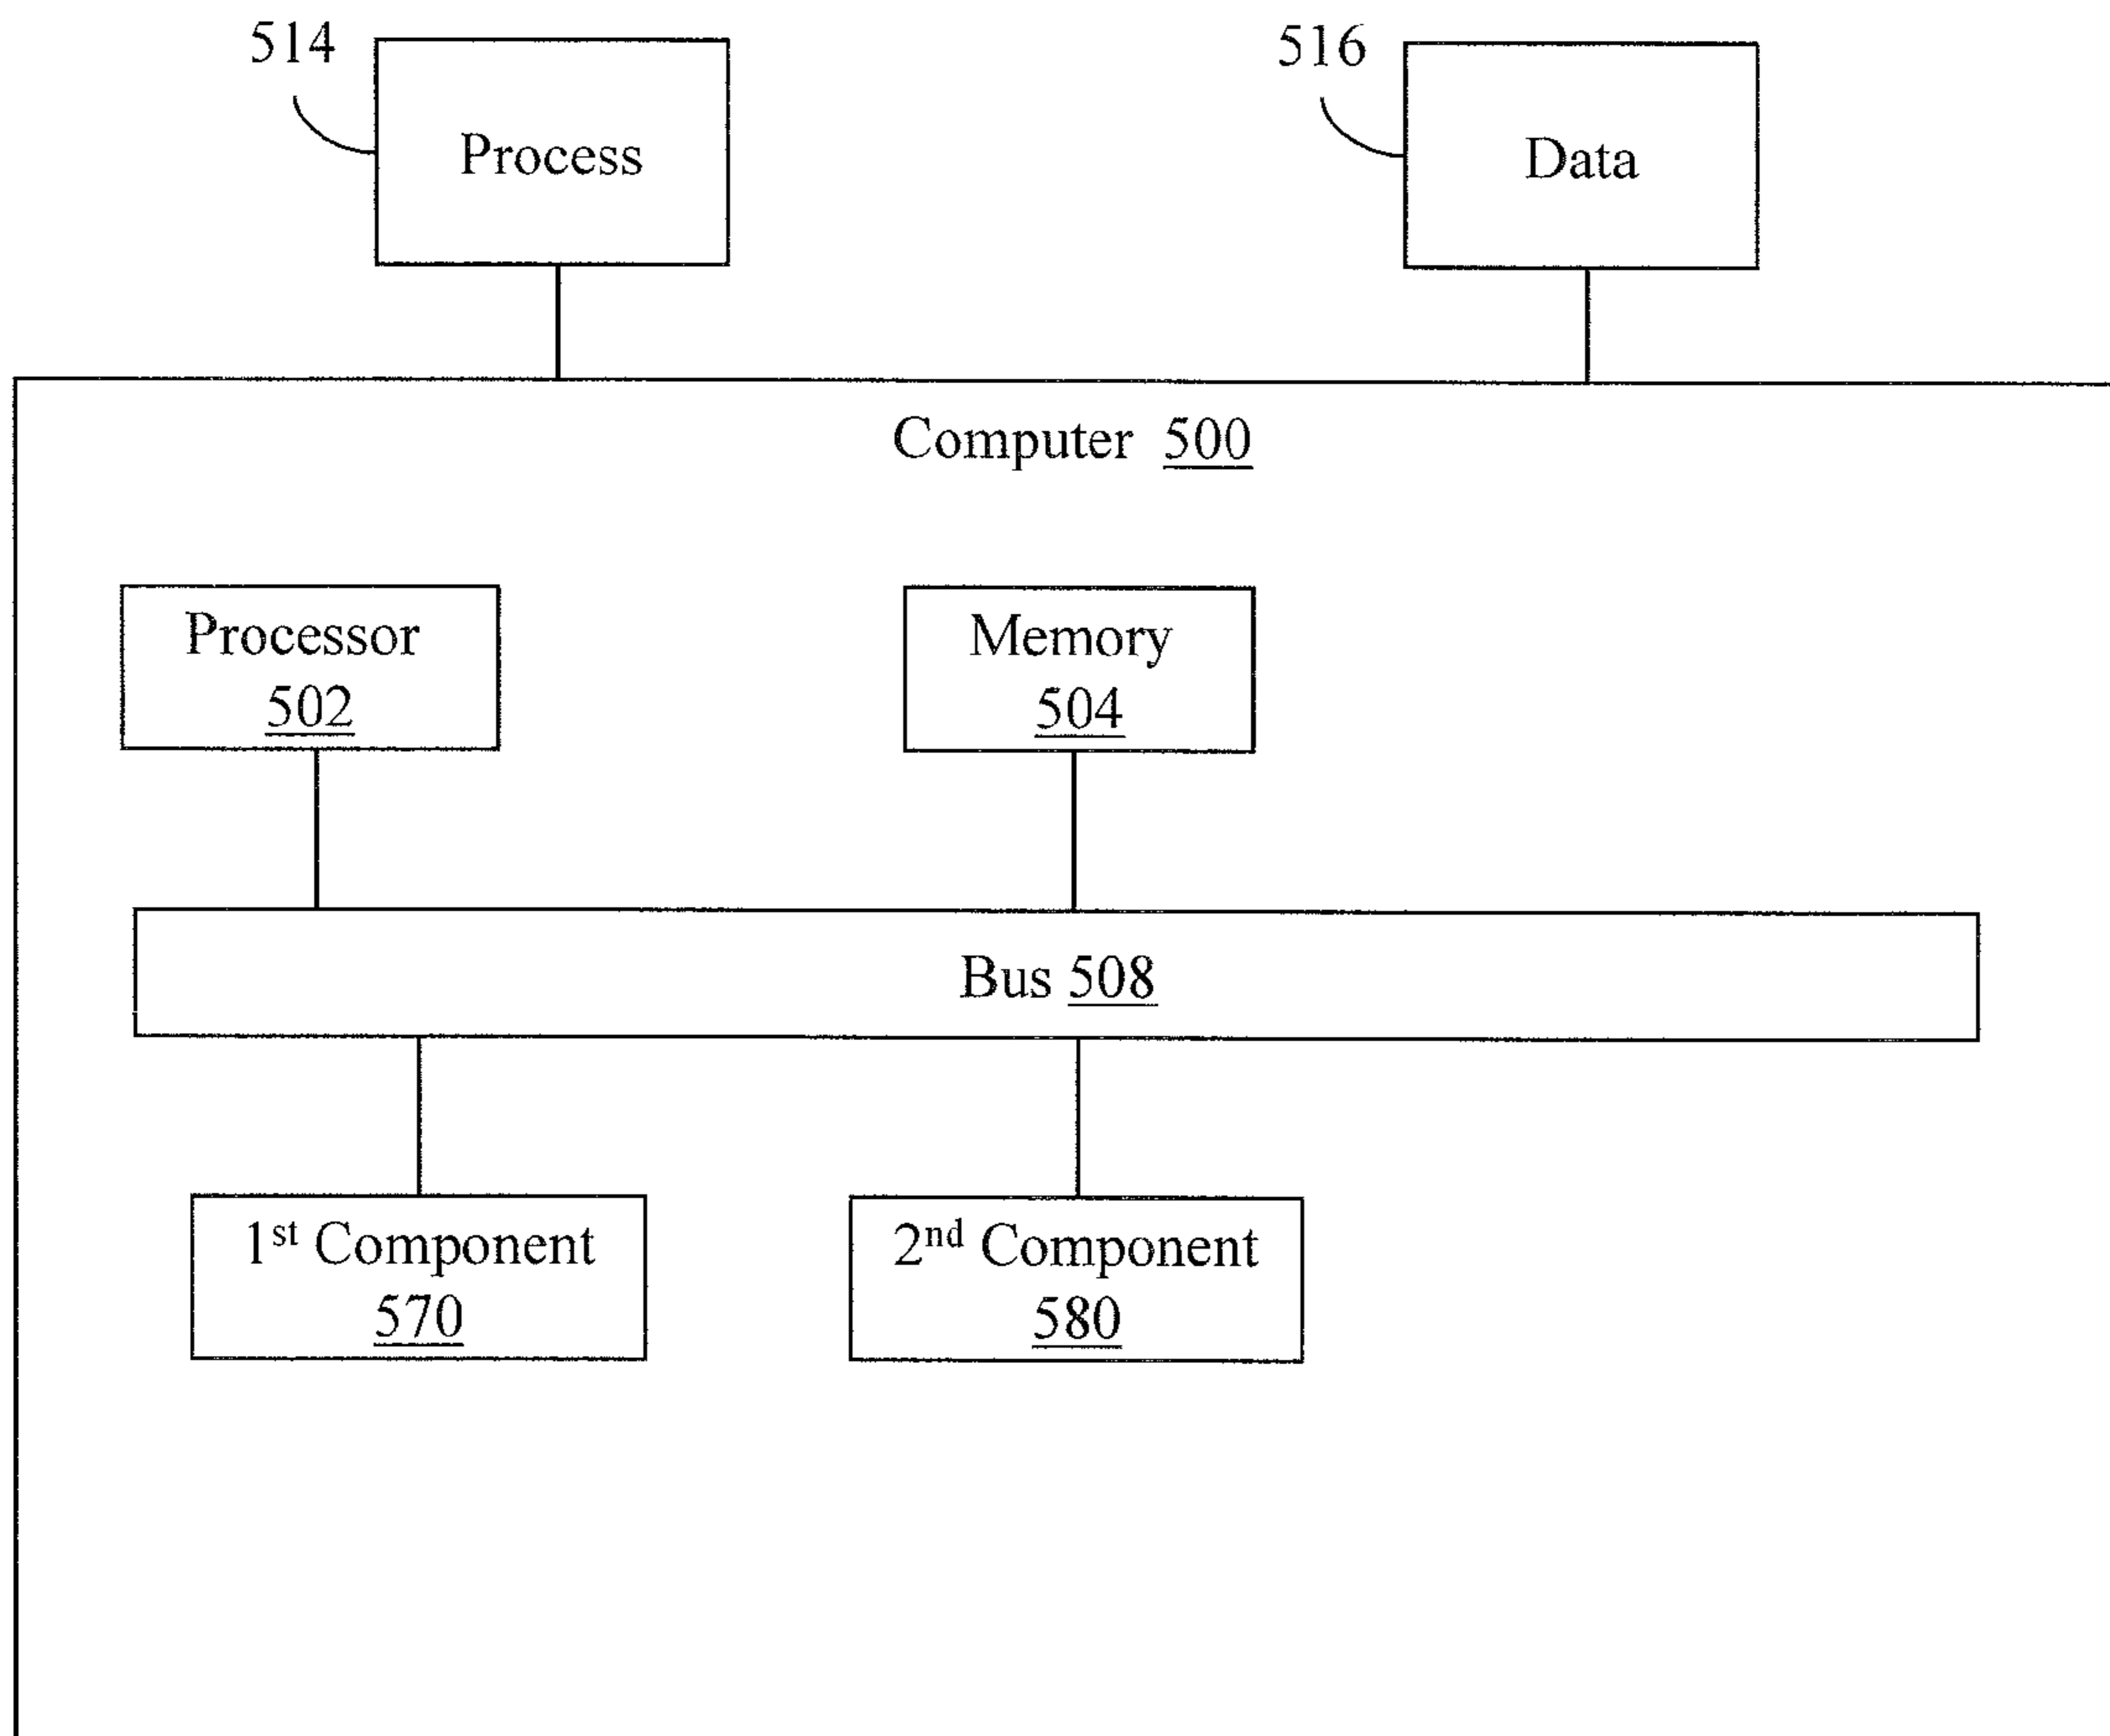 514
516
Process
Data
Computer 500
Processor
502
Memory
504
Bus 508
1st Component
570
2nd Component
580